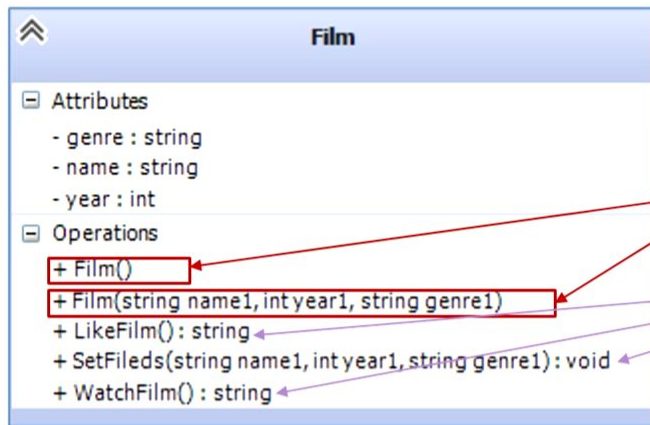 Film
Attributes
- genre : string
- name : string
- year : int
Operations
+ Film()
+ Film(string name1, int year1, string genre1)
+ LikeFilm() : string
+ SetFileds(string name1, int year1, string genre1) : void
+ WatchFilm() : string